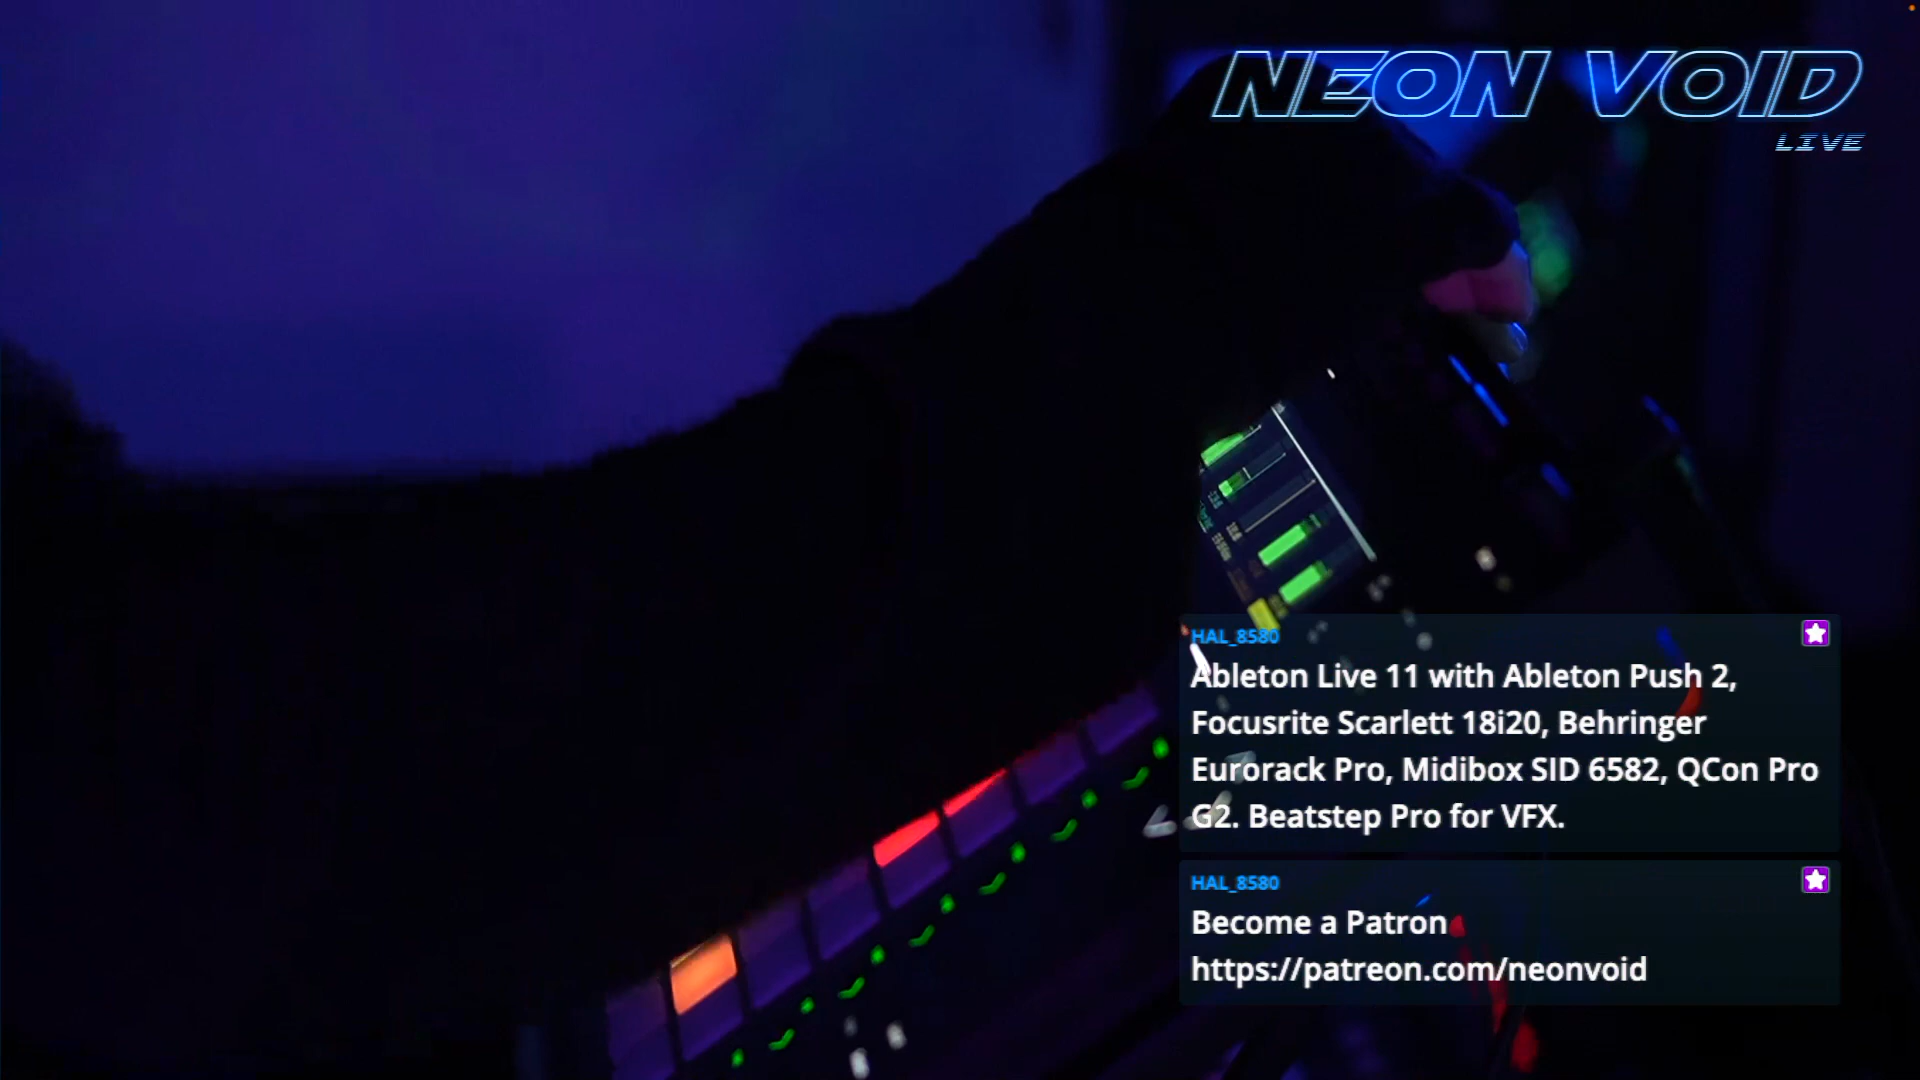 NEON VOID
LIVE
HAL_8580
Ableton Live 11 with Ableton Push 2,
Focusrite Scarlett 18i20, Behringer
Eurorack Pro, Midibox SID 6582, QCon Pro
G2. Beatstep Pro for VFX.
HAL_8580
Become a Patron
https://patreon.com/neonvoid